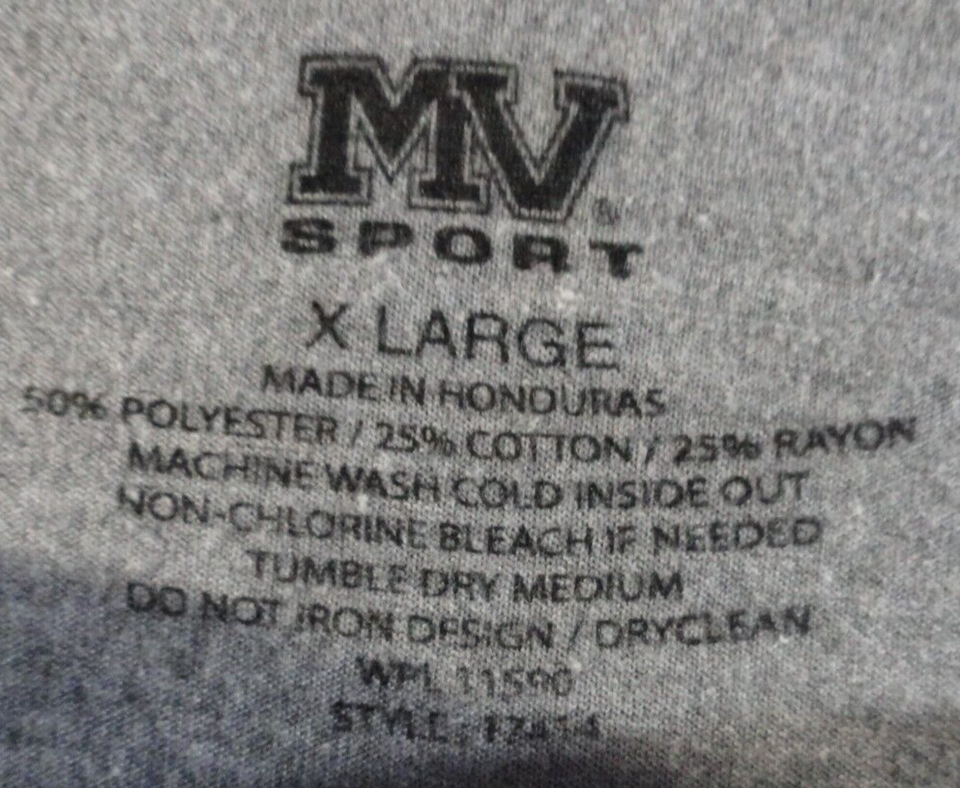 MV®
SPORT
X LARGE
MADE IN HONDURAS
50% POLYESTER / 25% COTTON / 25% RAYON
MACHINE WASH COLD INSIDE OUT
NON-CHLORINE BLEACH IF NEEDED
TUMBLE DRY MEDIUM
DO NOT IRON DESIGN / DRYCLEAN
WPL 11590
STYLE: